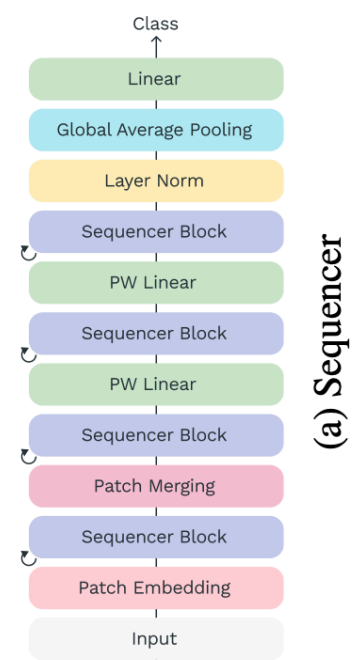 Class
Linear
Global Average Pooling
Layer Norm
Sequencer Block
PW Linear
Sequencer Block
PW Linear
Sequencer Block
Patch Merging
Sequencer Block
Patch Embedding
Input
(a) Sequencer